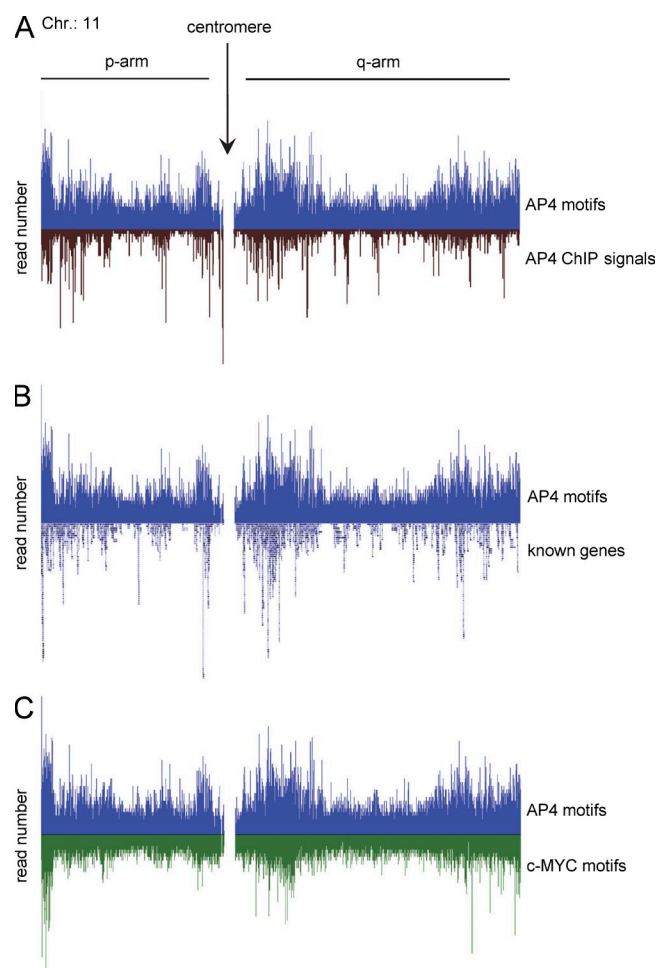 A
Chr.: 11
centromere
p-arm
q-arm
read number
AP4 motifs
AP4 ChIP signals
B
read number
AP4 motifs
known genes
C
read number
AP4 motifs
c-MYC motifs